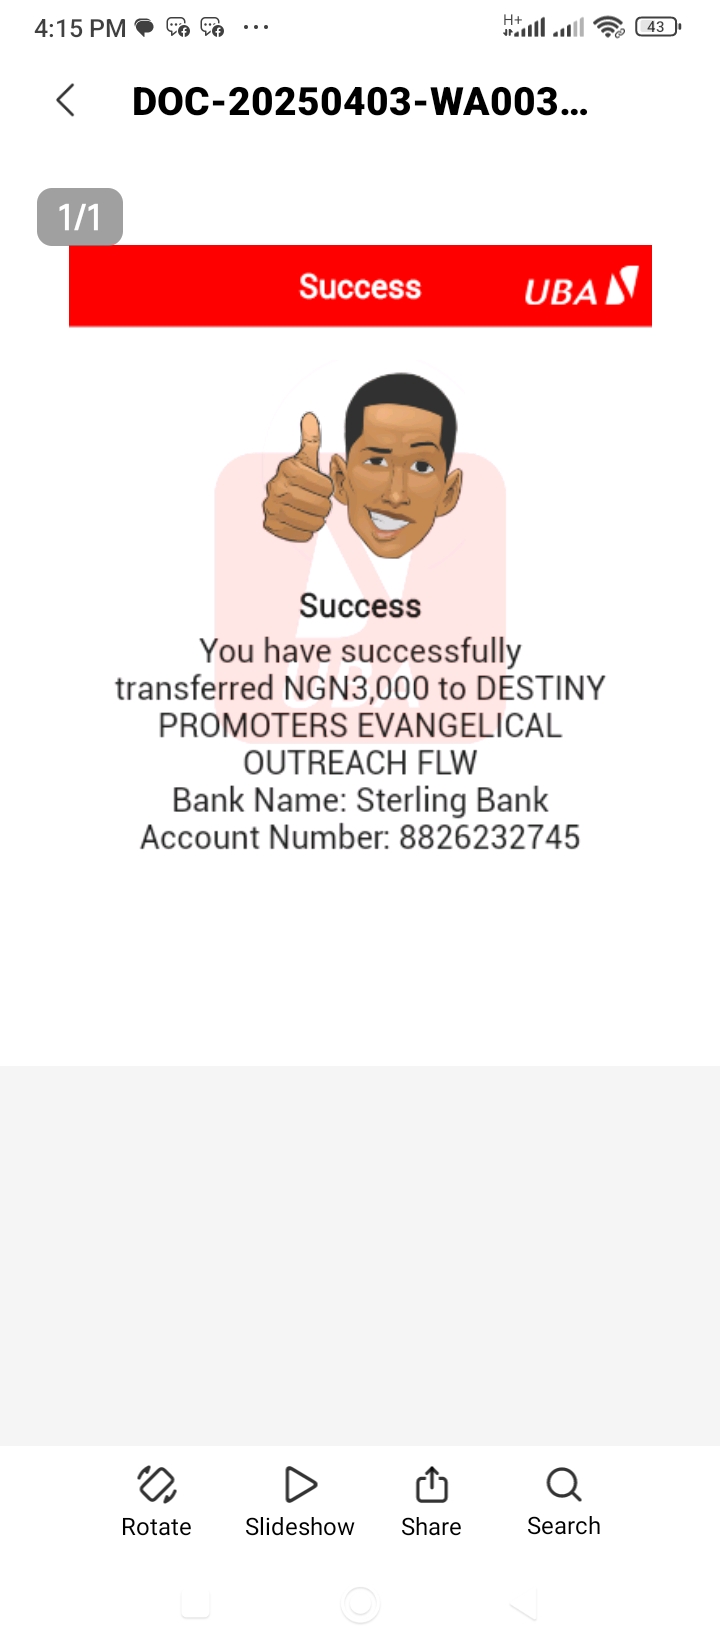 4:15 PM
H+
43
DOC-20250403-WA003...
1/1
Success
UBA
Success
You have successfully
transferred NGN3,000 to DESTINY
PROMOTERS EVANGELICAL
OUTREACH FLW
Bank Name: Sterling Bank
Account Number: 8826232745
UBA
Rotate
Slideshow
Share
Search